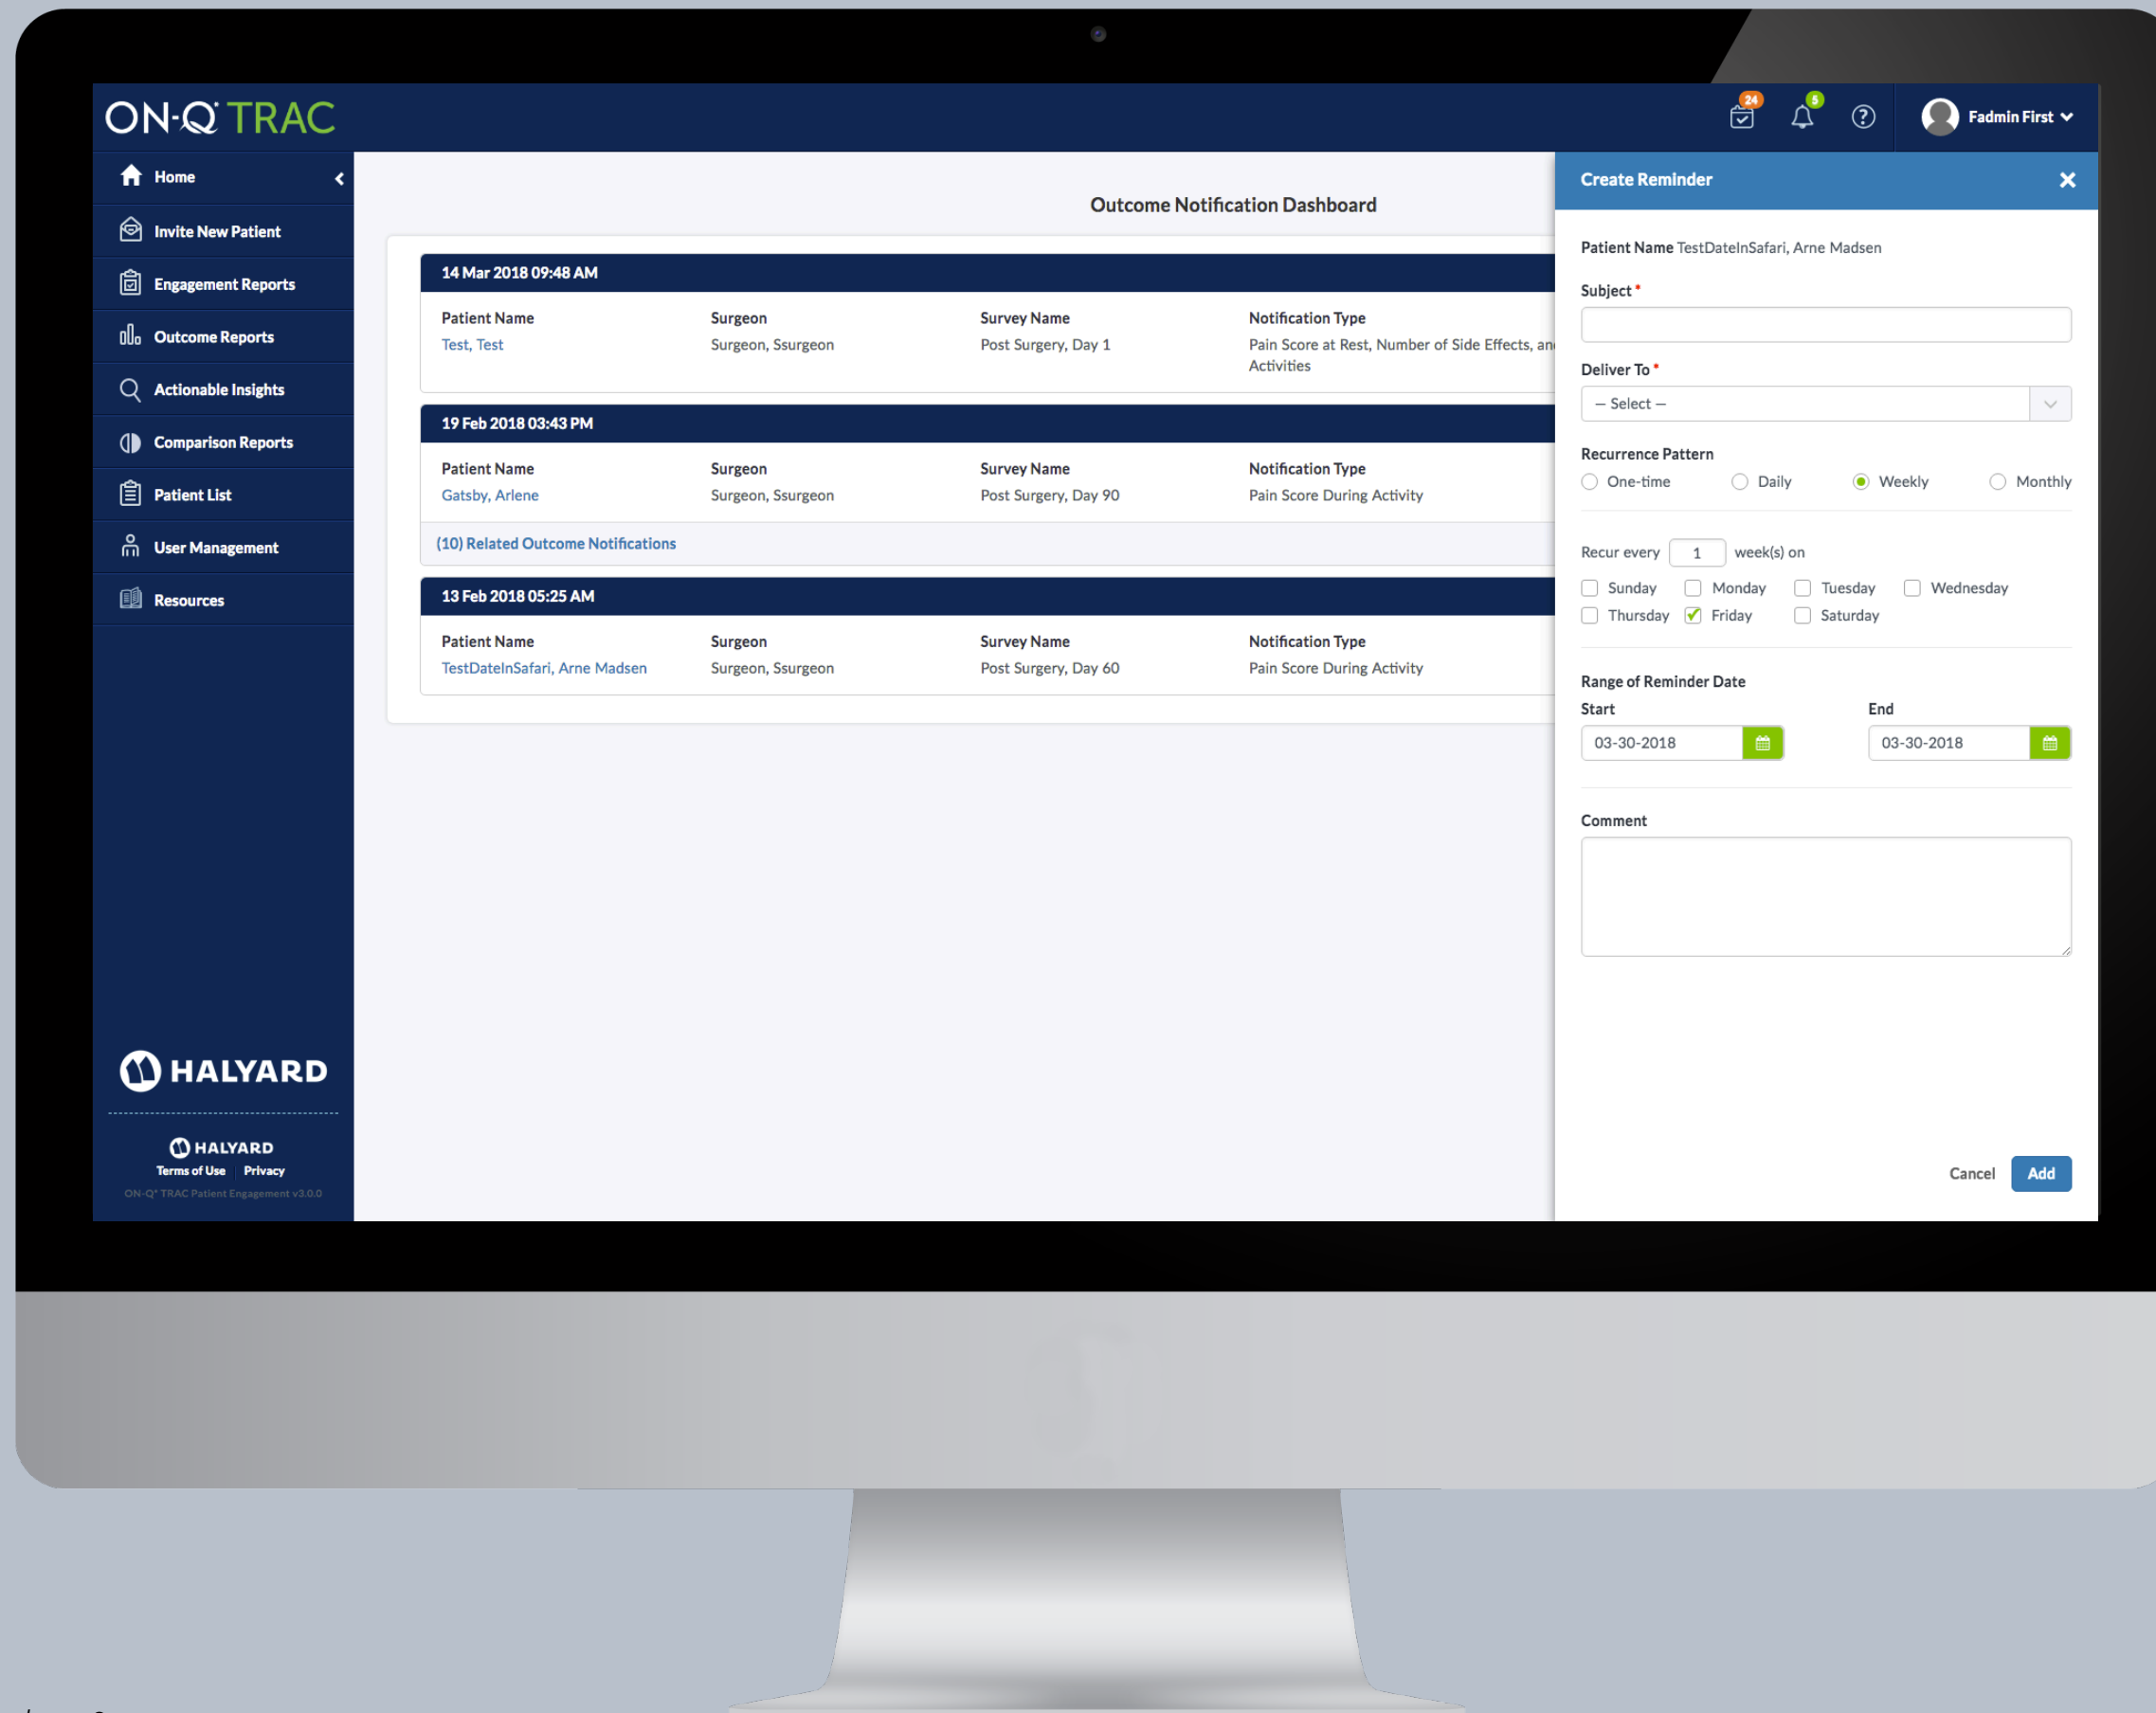 ON-Q* TRAC
24
5
?
Fadmin First
Home
Invite New Patient
Engagement Reports
Outcome Reports
Actionable Insights
Comparison Reports
Patient List
User Management
Resources
HALYARD
HALYARD
Terms of Use Privacy
ON-Q* TRAC Patient Engagement v3.0.0
Outcome Notification Dashboard
14 Mar 2018 09:48 AM
Patient Name Surgeon Survey Name Notification Type
Test, Test Surgeon, Ssurgeon Post Surgery, Day 1 Pain Score at Rest, Number of Side Effects,
Activities
19 Feb 2018 03:43 PM
Patient Name Surgeon Survey Name Notification Type
Gatsby, Arlene Surgeon, Ssurgeon Post Surgery, Day 90 Pain Score During Activity
(10) Related Outcome Notifications
13 Feb 2018 05:25 AM
Patient Name Surgeon Survey Name Notification Type
TestDateInSafari, Arne Madsen Surgeon, Ssurgeon Post Surgery, Day 60 Pain Score During Activity
Create Reminder
Patient Name TestDateInSafari, Arne Madsen
Subject *
Deliver To *
— Select —
Recurrence Pattern
One-time Daily Weekly Monthly
Recur every 1 week(s) on
Sunday Monday Tuesday Wednesday
Thursday Friday Saturday
Range of Reminder Date
Start End
03-30-2018 03-30-2018
Comment
Cancel Add